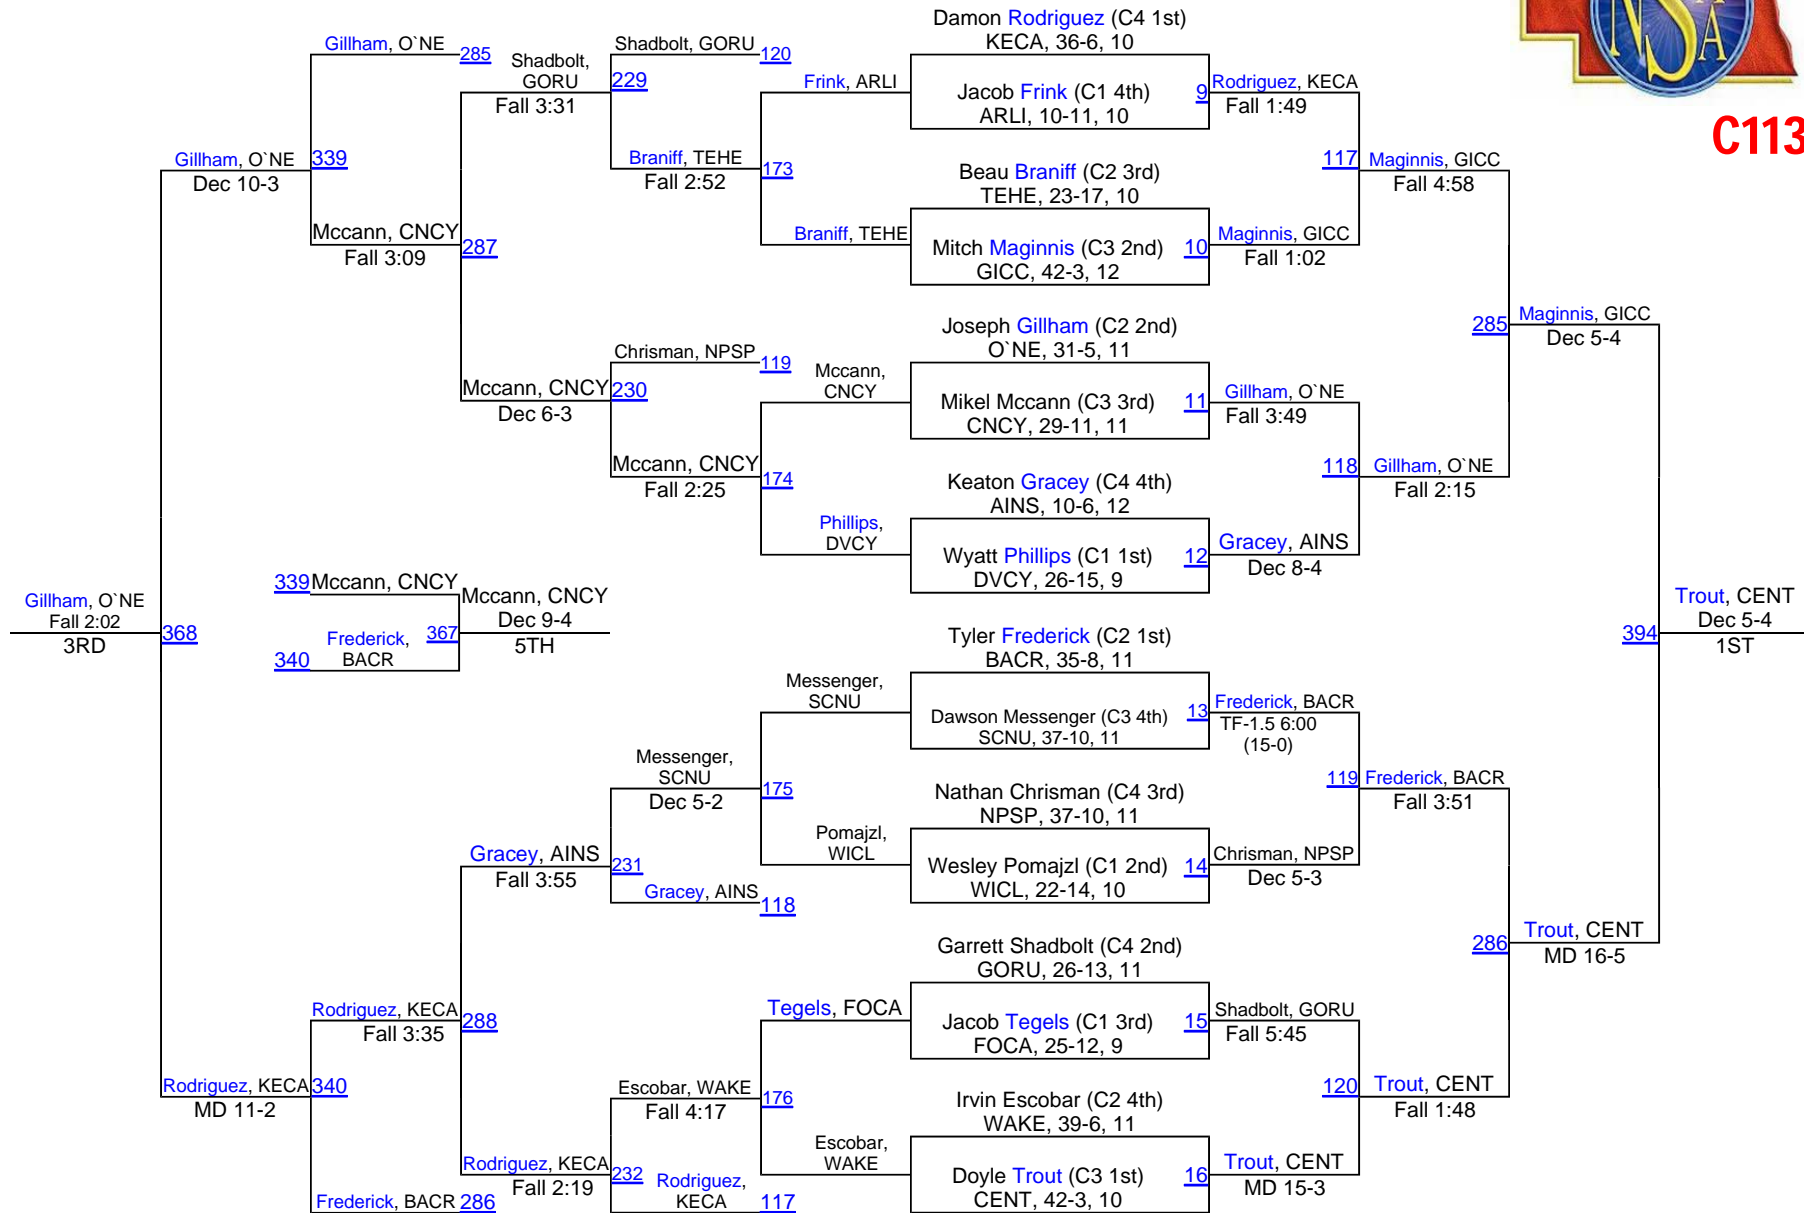 NSAA
C113
Gillham, O`NE
285
Shadbolt,
GORU
Fall 3:31
Shadbolt, GORU
120
229
Frink, ARLI
Damon Rodriguez (C4 1st)
KECA, 36-6, 10
Jacob Frink (C1 4th)
ARLI, 10-11, 10
9
Rodriguez, KECA
Fall 1:49
Gillham, O`NE
Dec 10-3
339
Braniff, TEHE
Fall 2:52
173
Beau Braniff (C2 3rd)
TEHE, 23-17, 10
117
Maginnis, GICC
Fall 4:58
Mccann, CNCY
Fall 3:09
287
Braniff, TEHE
Mitch Maginnis (C3 2nd)
GICC, 42-3, 12
10
Maginnis, GICC
Fall 1:02
285
Maginnis, GICC
Dec 5-4
Mccann, CNCY
Dec 6-3
Chrisman, NPSP
119
230
Mccann,
CNCY
Joseph Gillham (C2 2nd)
O`NE, 31-5, 11
Mikel Mccann (C3 3rd)
CNCY, 29-11, 11
11
Gillham, O`NE
Fall 3:49
Mccann, CNCY
Fall 2:25
174
Keaton Gracey (C4 4th)
AINS, 10-6, 12
118
Gillham, O`NE
Fall 2:15
Phillips,
DVCY
Wyatt Phillips (C1 1st)
DVCY, 26-15, 9
12
Gracey, AINS
Dec 8-4
Gillham, O`NE
Fall 2:02
3RD
368
339
Mccann, CNCY
340
Frederick,
BACR
367
Mccann, CNCY
Dec 9-4
5TH
394
Trout, CENT
Dec 5-4
1ST
Messenger,
SCNU
Tyler Frederick (C2 1st)
BACR, 35-8, 11
Dawson Messenger (C3 4th)
SCNU, 37-10, 11
13
Frederick, BACR
TF-1.5 6:00
(15-0)
Messenger,
SCNU
Dec 5-2
175
Nathan Chrisman (C4 3rd)
NPSP, 37-10, 11
119
Frederick, BACR
Fall 3:51
Gracey, AINS
Fall 3:55
231
Gracey, AINS
118
Pomajzl,
WICL
Wesley Pomajzl (C1 2nd)
WICL, 22-14, 10
14
Chrisman, NPSP
Dec 5-3
286
Trout, CENT
MD 16-5
Rodriguez, KECA
Fall 3:35
288
Tegels, FOCA
Garrett Shadbolt (C4 2nd)
GORU, 26-13, 11
Jacob Tegels (C1 3rd)
FOCA, 25-12, 9
15
Shadbolt, GORU
Fall 5:45
Rodriguez, KECA
MD 11-2
340
Escobar, WAKE
Fall 4:17
176
Irvin Escobar (C2 4th)
WAKE, 39-6, 11
120
Trout, CENT
Fall 1:48
Frederick, BACR
286
Rodriguez, KECA
Fall 2:19
232
Rodriguez,
KECA
117
Escobar,
WAKE
Doyle Trout (C3 1st)
CENT, 42-3, 10
16
Trout, CENT
MD 15-3